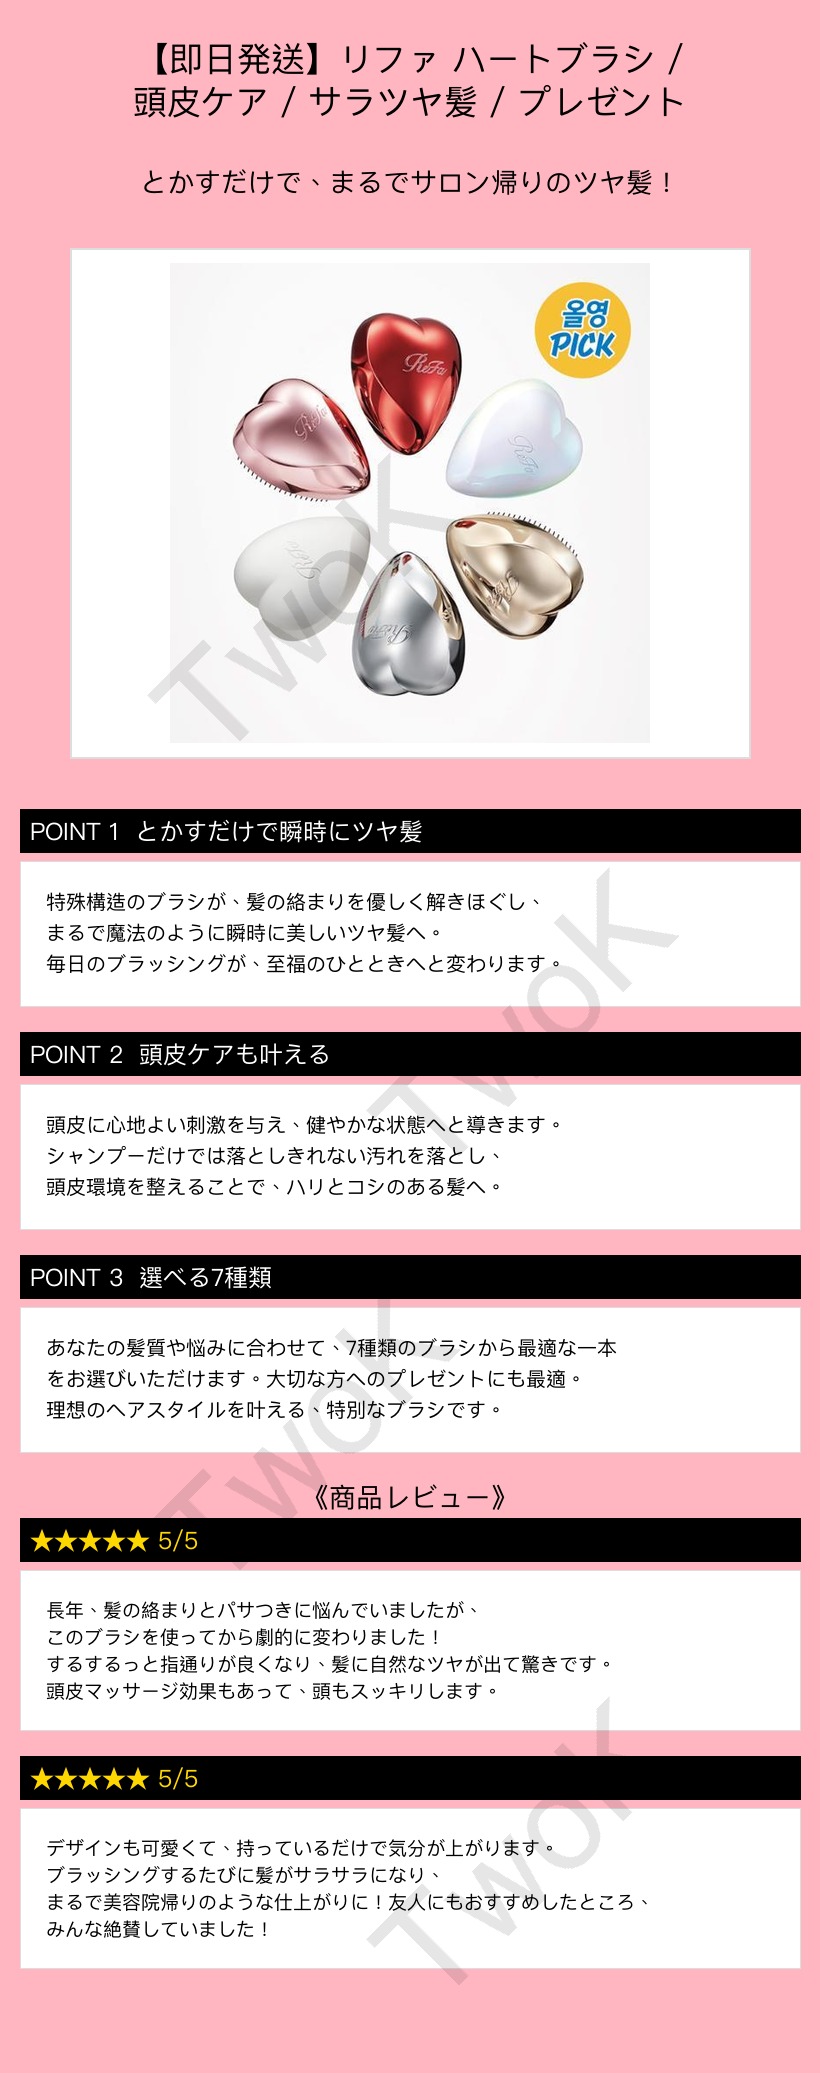 【即日発送】リファ ハートブラシ /
頭皮ケア / サラツヤ髪 / プレゼント
とかすだけで、まるでサロン帰りのツヤ髪！
올영
PICK
ReFa
ReFa
ReFa
ReFa
ReFa
ReFa
TwoK
POINT 1 とかすだけで瞬時にツヤ髪
特殊構造のブラシが、髪の絡まりを優しく解きほぐし、
まるで魔法のように瞬時に美しいツヤ髪へ。
毎日のブラッシングが、至福のひとときへと変わります。
TwoK
POINT 2 頭皮ケアも叶える
頭皮に心地よい刺激を与え、健やかな状態へと導きます。
シャンプーだけでは落としきれない汚れを落とし、
頭皮環境を整えることで、ハリとコシのある髪へ。
POINT 3 選べる7種類
あなたの髪質や悩みに合わせて、7種類のブラシから最適な一本
をお選びいただけます。大切な方へのプレゼントにも最適。
理想のヘアスタイルを叶える、特別なブラシです。
TwoK
《商品レビュー》
★★★★★ 5/5
長年、髪の絡まりとパサつきに悩んでいましたが、
このブラシを使ってから劇的に変わりました！
するするっと指通りが良くなり、髪に自然なツヤが出て驚きです。
頭皮マッサージ効果もあって、頭もスッキリします。
★★★★★ 5/5
デザインも可愛くて、持っているだけで気分が上がります。
ブラッシングするたびに髪がサラサラになり、
まるで美容院帰りのような仕上がりに！友人にもおすすめしたところ、
みんな絶賛していました！
TwoK